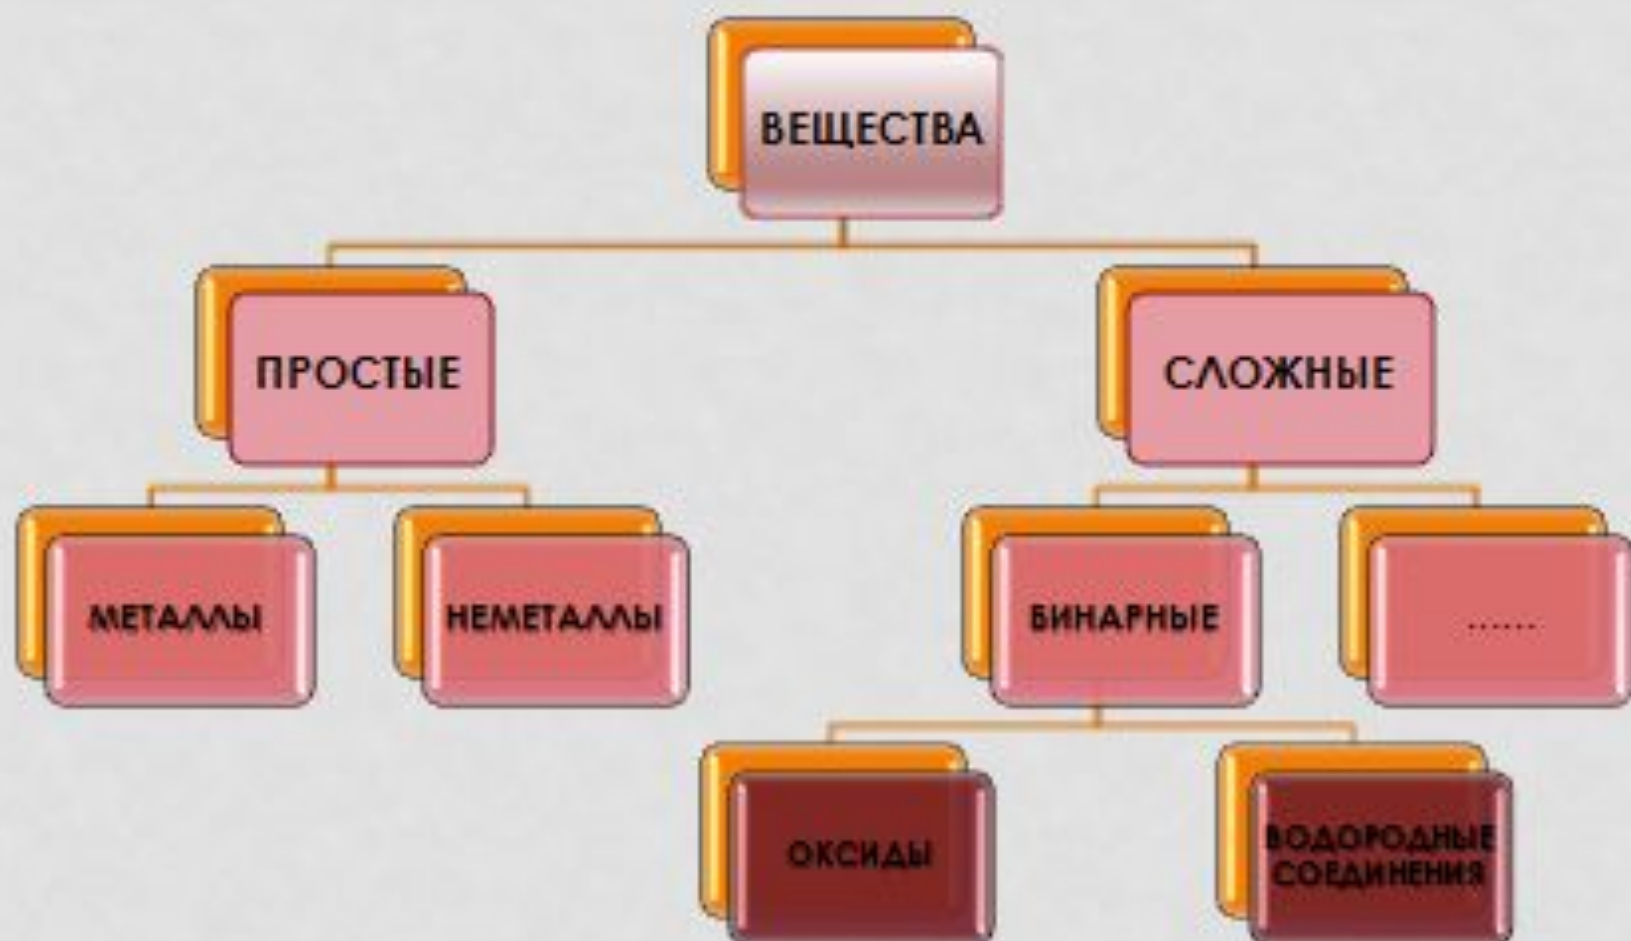 ВЕЩЕСТВА
ПРОСТЫЕ
СЛОЖНЫЕ
МЕТАЛЛЫ
НЕМЕТАЛЛЫ
БИНАРНЫЕ
......
ОКСИДЫ
ВОДОРОДНЫЕ
СОЕДИНЕНИЯ